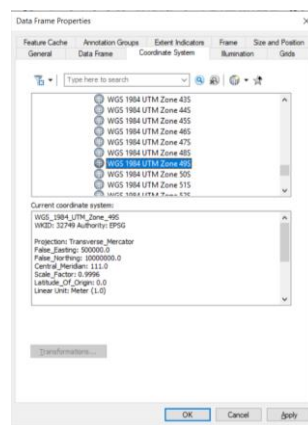 Data Frame Properties
Feature Cache Annotation Groups Extent Indicators Frame Size and Position
General Data Frame Coordinate System Illumination Grids
Type here to search
WGS 1984 UTM Zone 43S
WGS 1984 UTM Zone 44S
WGS 1984 UTM Zone 45S
WGS 1984 UTM Zone 46S
WGS 1984 UTM Zone 47S
WGS 1984 UTM Zone 48S
WGS 1984 UTM Zone 49S
WGS 1984 UTM Zone 50S
WGS 1984 UTM Zone 51S
WGS 1984 UTM Zone 52S
Current coordinate system:
WGS_1984_UTM_Zone_49S
WKID: 32749 Authority: EPSG
Projection: Transverse_Mercator
False_Easting: 500000.0
False_Northing: 10000000.0
Central_Meridian: 111.0
Scale_Factor: 0.9996
Latitude_Of_Origin: 0.0
Linear Unit: Meter (1.0)
Transformations...
OK Cancel Apply